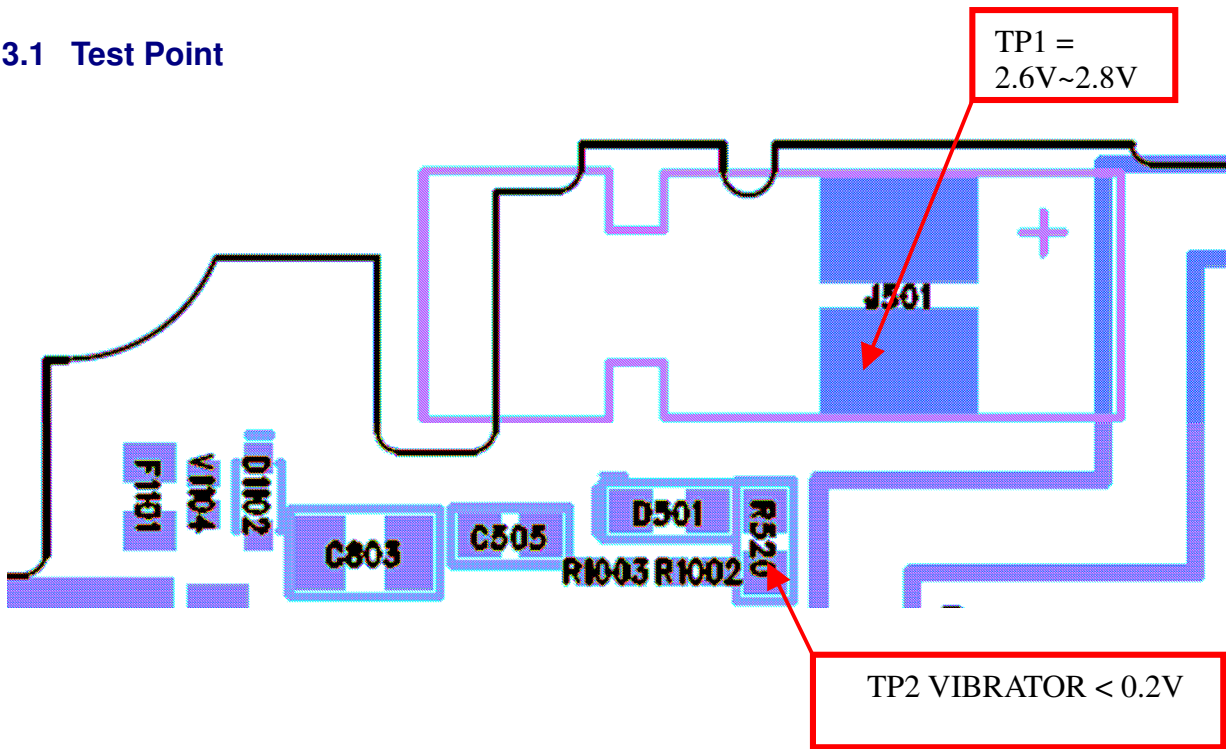 3.1 Test Point
TP1 =
2.6V~2.8V
J501
F1101
V1104
D1102
C803
C505
D501
R520
R1003 R1002
TP2 VIBRATOR < 0.2V